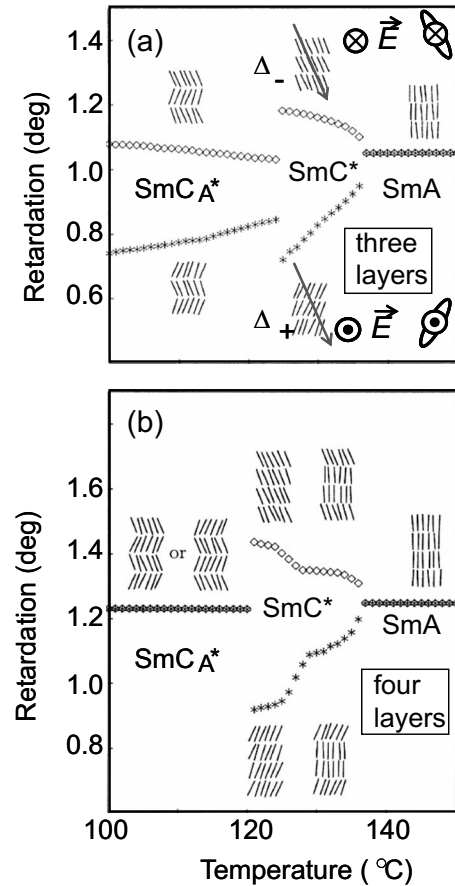 (a)
1.4
1.2
1.0
0.8
0.6
Retardation (deg)
Δ_
E⃗
SmC_A*
SmC*
SmA
three
layers
Δ_+
E⃗
(b)
1.6
1.4
1.2
1.0
0.8
Retardation (deg)
or
SmC*
SmA
SmC_A*
four
layers
100
120
140
Temperature (°C)